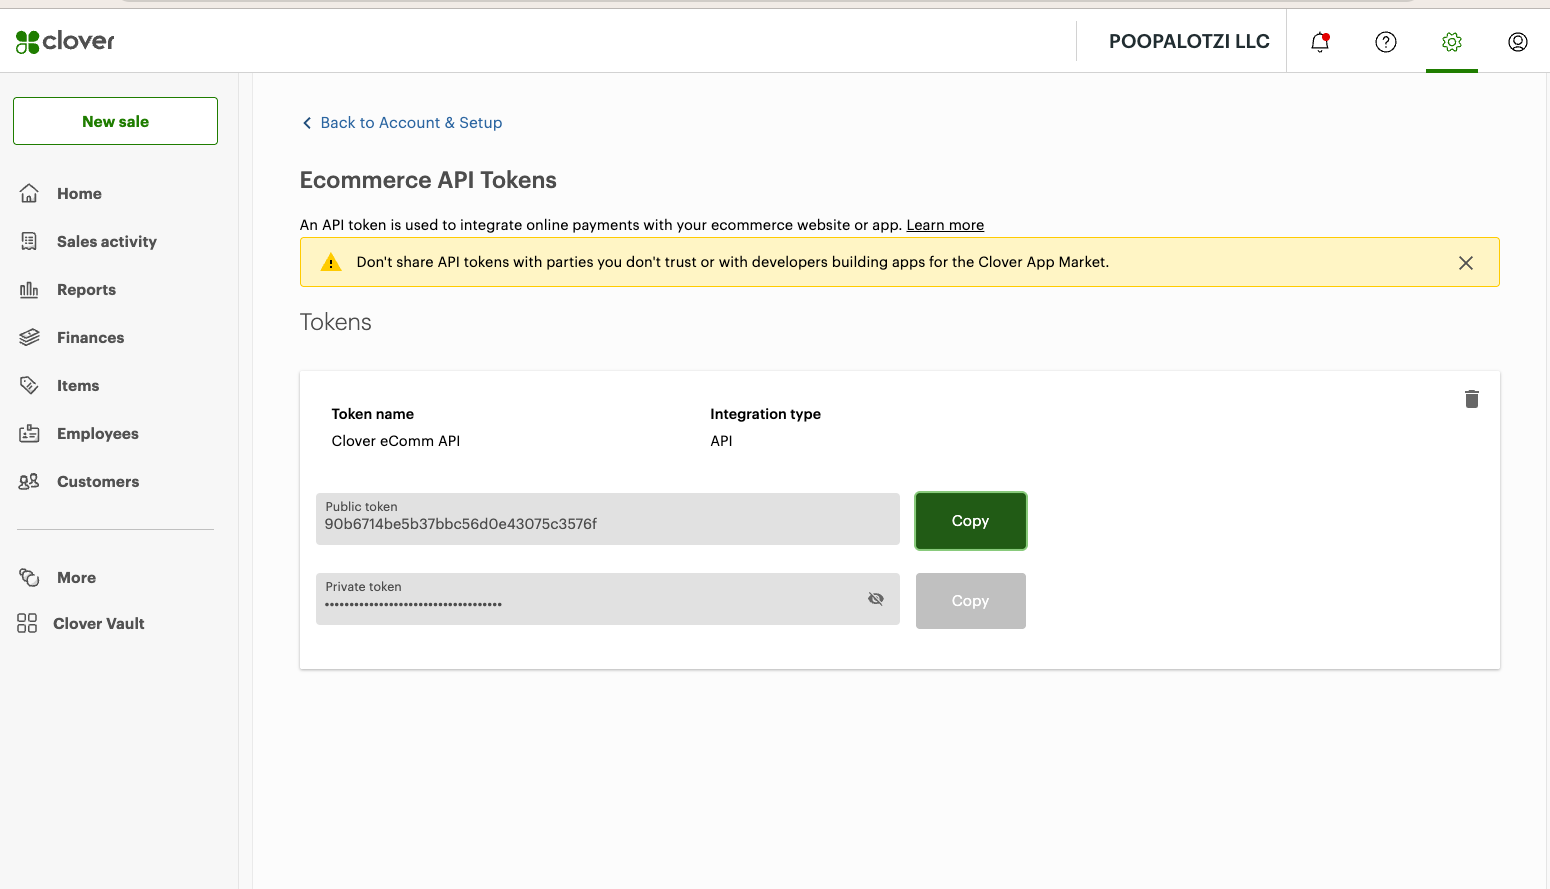 clover
POOPALOTZI LLC
New sale
Home
Sales activity
Reports
Finances
Items
Employees
Customers
More
Clover Vault
Back to Account & Setup
Ecommerce API Tokens
An API token is used to integrate online payments with your ecommerce website or app. Learn more
Don't share API tokens with parties you don't trust or with developers building apps for the Clover App Market.
Tokens
Token name
Clover eComm API
Integration type
API
Public token
90b6714be5b37bbc56d0e43075c3576f
Copy
Private token
••••••••••••••••••••••••••••••••••••
Copy